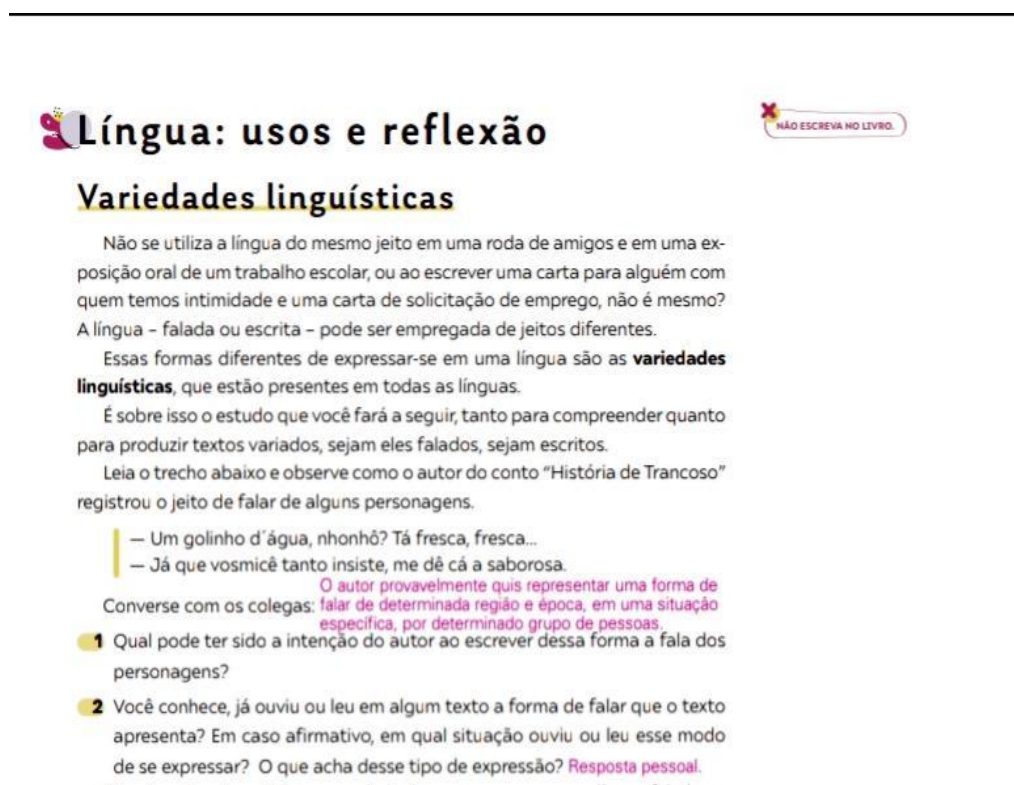 Língua: usos e reflexão
NÃO ESCREVA NO LIVRO.
Variedades linguísticas
Não se utiliza a língua do mesmo jeito em uma roda de amigos e em uma ex-
posição oral de um trabalho escolar, ou ao escrever uma carta para alguém com
quem temos intimidade e uma carta de solicitação de emprego, não é mesmo?
A língua – falada ou escrita – pode ser empregada de jeitos diferentes.
Essas formas diferentes de expressar-se em uma língua são as variedades
linguísticas, que estão presentes em todas as línguas.
É sobre isso o estudo que você fará a seguir, tanto para compreender quanto
para produzir textos variados, sejam eles falados, sejam escritos.
Leia o trecho abaixo e observe como o autor do conto “História de Trancoso”
registrou o jeito de falar de alguns personagens.
— Um golinho d´água, nhonhô? Tá fresca, fresca...
— Já que vosmicê tanto insiste, me dê cá a saborosa.
Converse com os colegas:
O autor provavelmente quis representar uma forma de
falar de determinada região e época, em uma situação
específica, por determinado grupo de pessoas.
1 Qual pode ter sido a intenção do autor ao escrever dessa forma a fala dos
personagens?
2 Você conhece, já ouviu ou leu em algum texto a forma de falar que o texto
apresenta? Em caso afirmativo, em qual situação ouviu ou leu esse modo
de se expressar? O que acha desse tipo de expressão? Resposta pessoal.